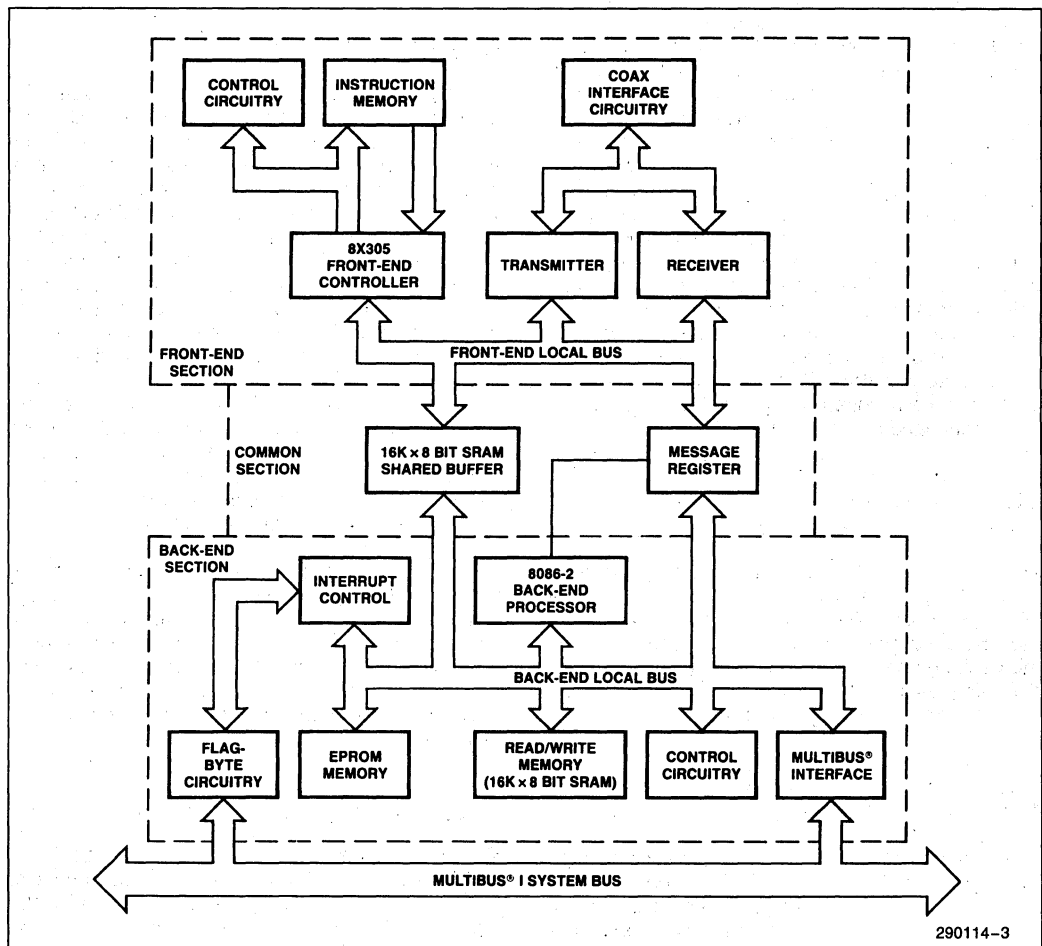 CONTROL
CIRCUITRY
INSTRUCTION
MEMORY
COAX
INTERFACE
CIRCUITRY
8X305
FRONT-END
CONTROLLER
TRANSMITTER
RECEIVER
FRONT-END LOCAL BUS
FRONT-END
SECTION
COMMON
SECTION
16K × 8 BIT SRAM
SHARED BUFFER
MESSAGE
REGISTER
BACK-END
SECTION
INTERRUPT
CONTROL
8086-2
BACK-END
PROCESSOR
BACK-END LOCAL BUS
FLAG-
BYTE
CIRCUITRY
EPROM
MEMORY
READ/WRITE
MEMORY
(16K × 8 BIT SRAM)
CONTROL
CIRCUITRY
MULTIBUS®
INTERFACE
MULTIBUS® I SYSTEM BUS
290114–3